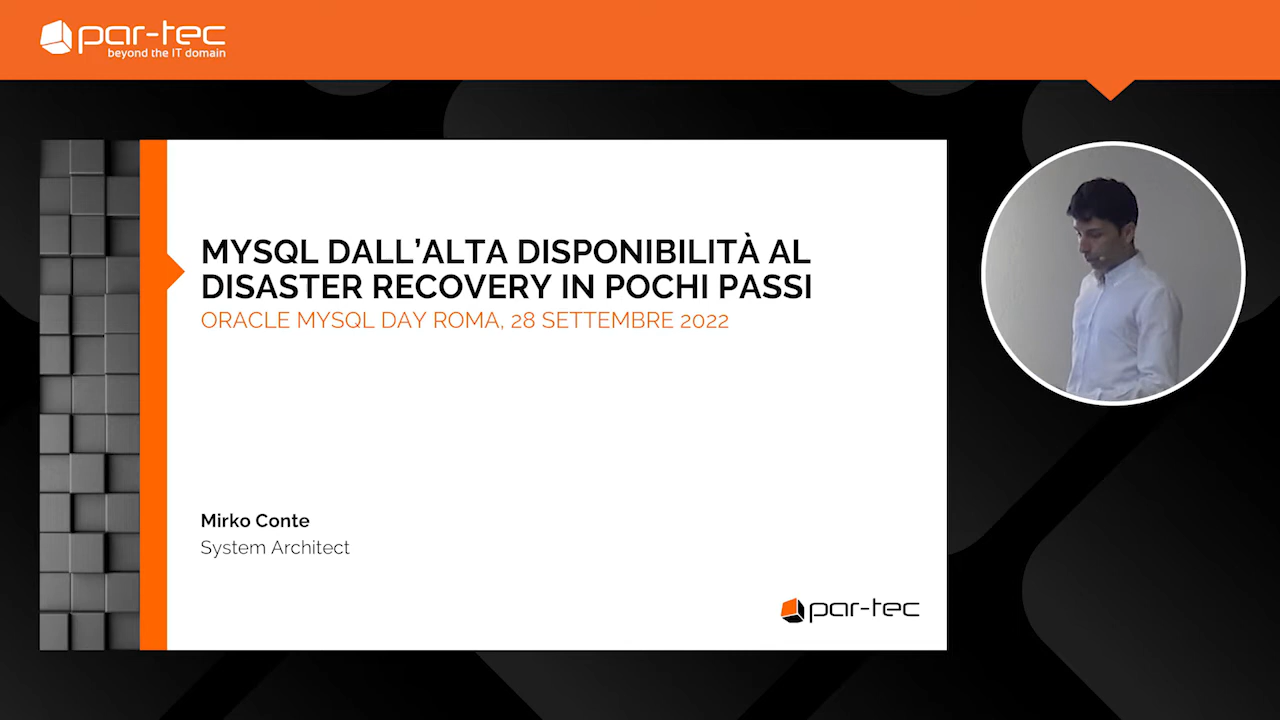 par-tec
beyond the IT domain
MYSQL DALL’ALTA DISPONIBILITÀ AL
DISASTER RECOVERY IN POCHI PASSI
ORACLE MYSQL DAY ROMA, 28 SETTEMBRE 2022
Mirko Conte
System Architect
par-tec